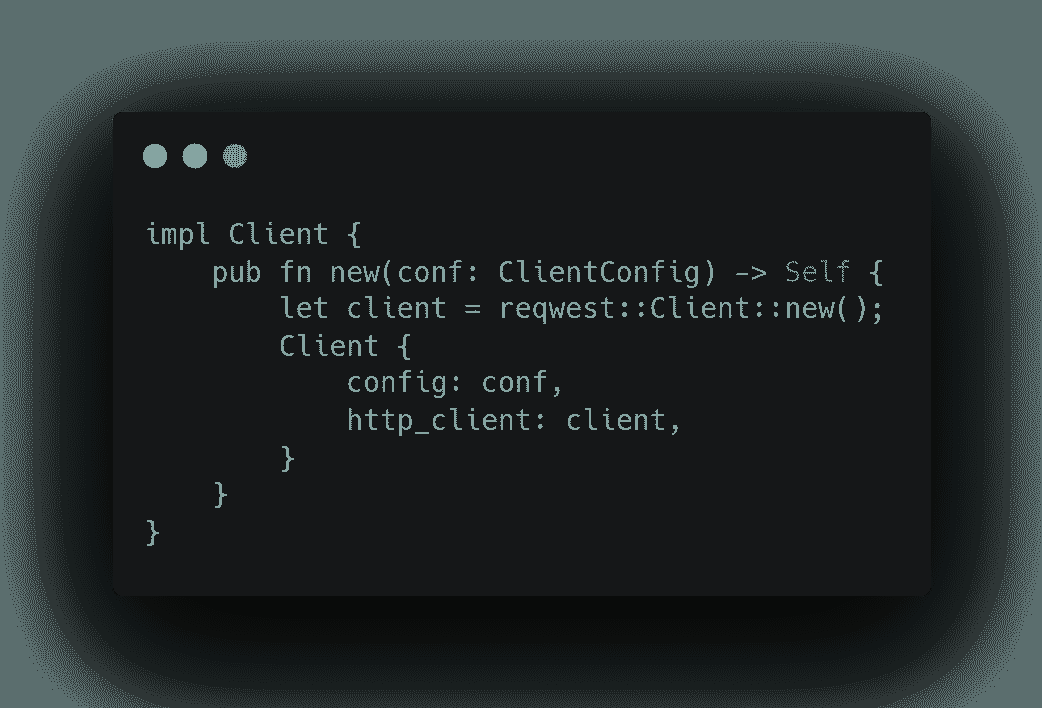 impl Client {
    pub fn new(conf: ClientConfig) -> Self {
        let client = reqwest::Client::new();
        Client {
            config: conf,
            http_client: client,
        }
    }
}